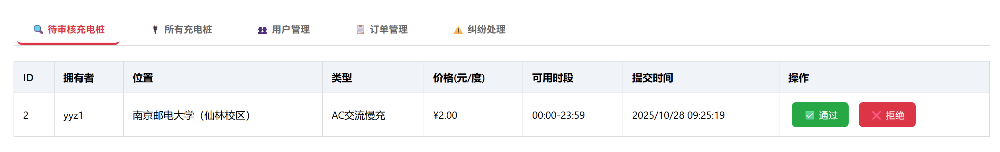 待审核充电桩 所有充电桩 用户管理 订单管理 纠纷处理
ID 拥有者 位置 类型 价格(元/度) 可用时段 提交时间 操作
2 yyz1 南京邮电大学（仙林校区） AC交流慢充 ¥2.00 00:00-23:59 2025/10/28 09:25:19 通过 拒绝